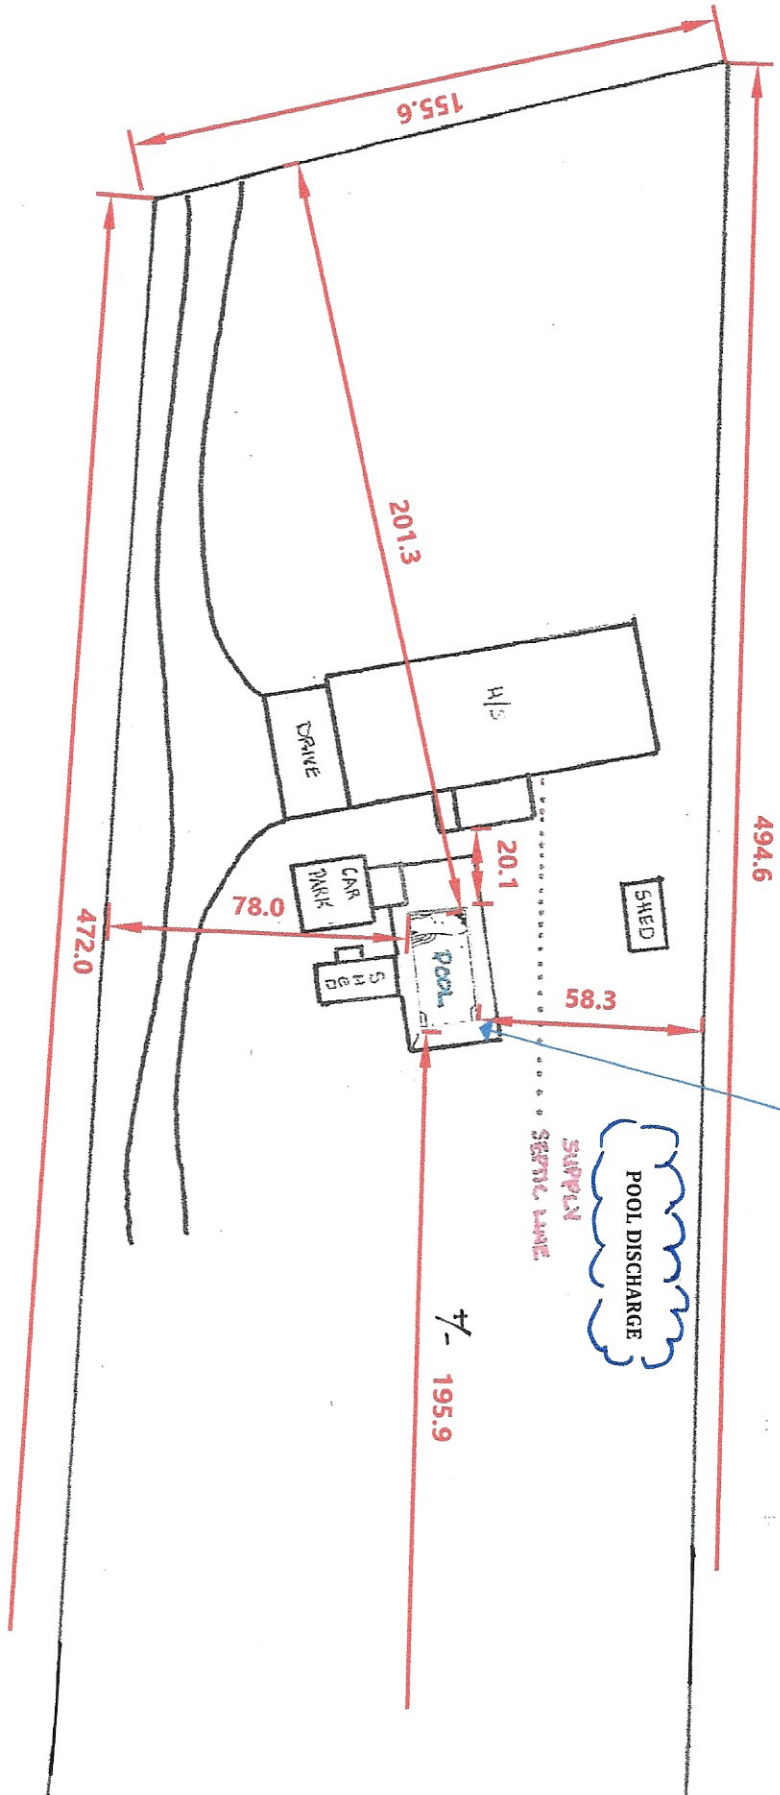 155.6
201.3
H/S
DRIVE
494.6
20.1
SHED
CAR
PARK
78.0
472.0
POOL
SHED
58.3
SUPPLY
SEPTIC LINE
POOL DISCHARGE
+/- 195.9